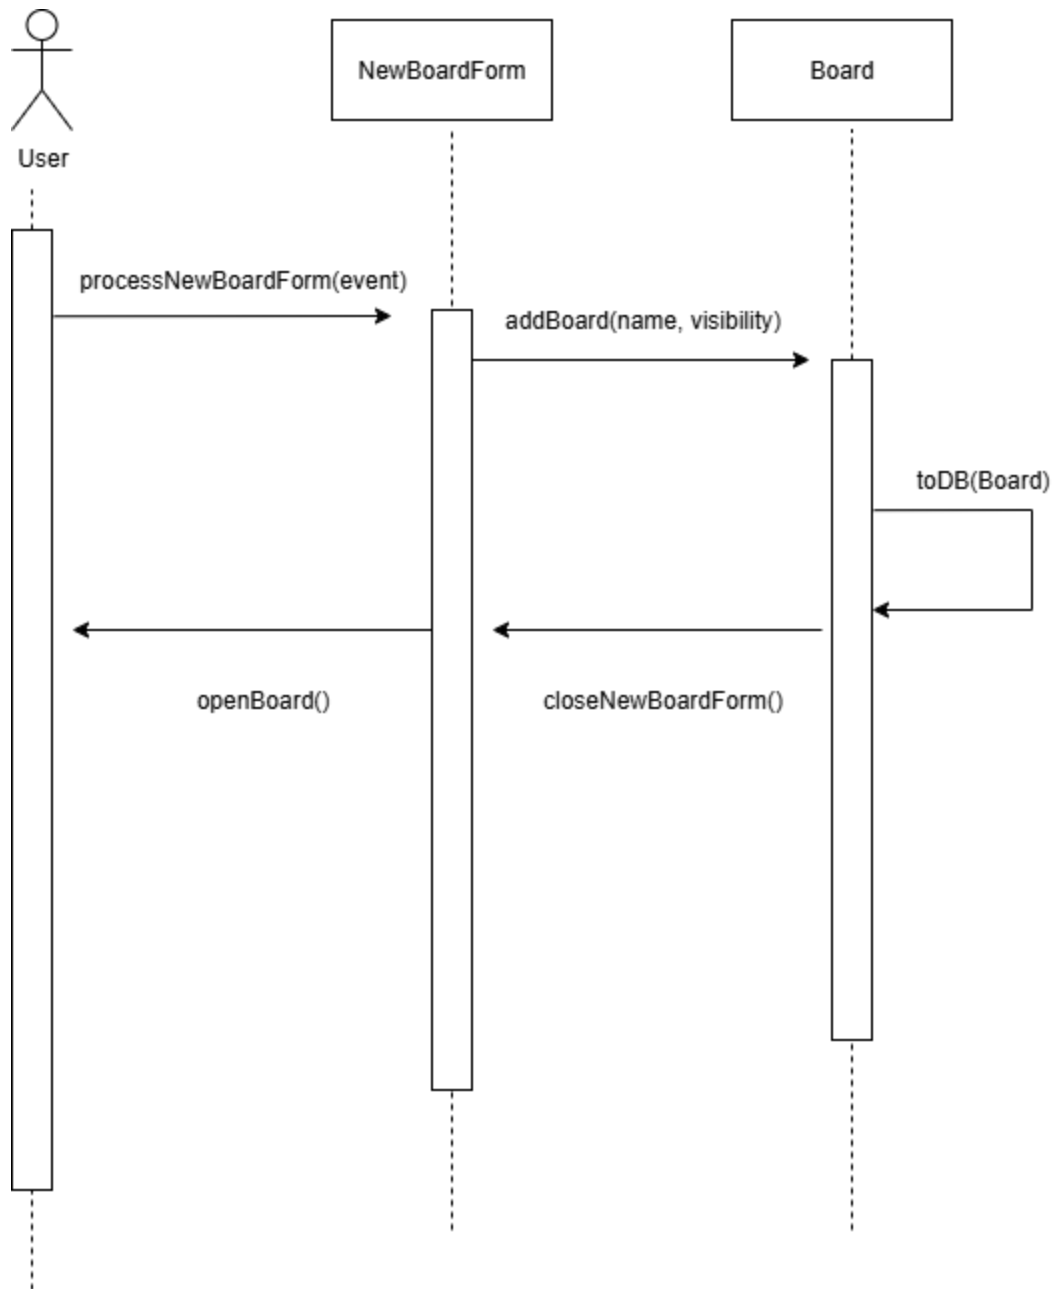 NewBoardForm
Board
User
processNewBoardForm(event)
addBoard(name, visibility)
toDB(Board)
openBoard()
closeNewBoardForm()